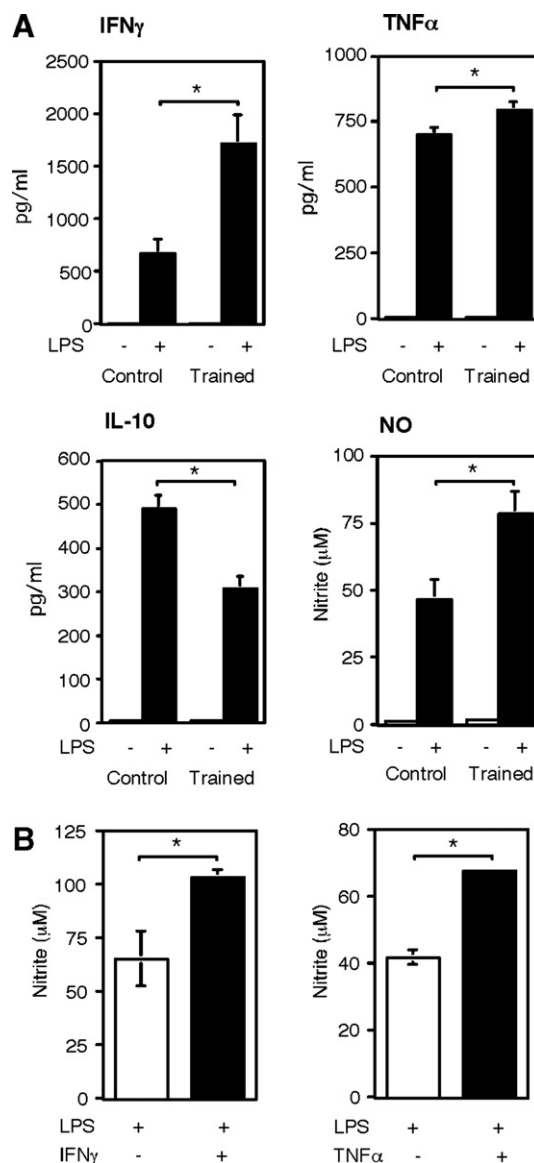 A
IFNγ
TNFα
2500
2000
1500
1000
500
0
pg/ml
*
LPS - + - +
Control Trained
1000
750
500
250
0
pg/ml
*
LPS - + - +
Control Trained
IL-10
NO
600
500
400
300
200
100
0
pg/ml
*
LPS - + - +
Control Trained
100
75
50
25
0
Nitrite (μM)
*
LPS - + - +
Control Trained
B
125
100
75
50
25
0
Nitrite (μM)
*
LPS + +
IFNγ - +
80
60
40
20
0
Nitrite (μM)
*
LPS + +
TNFα - +